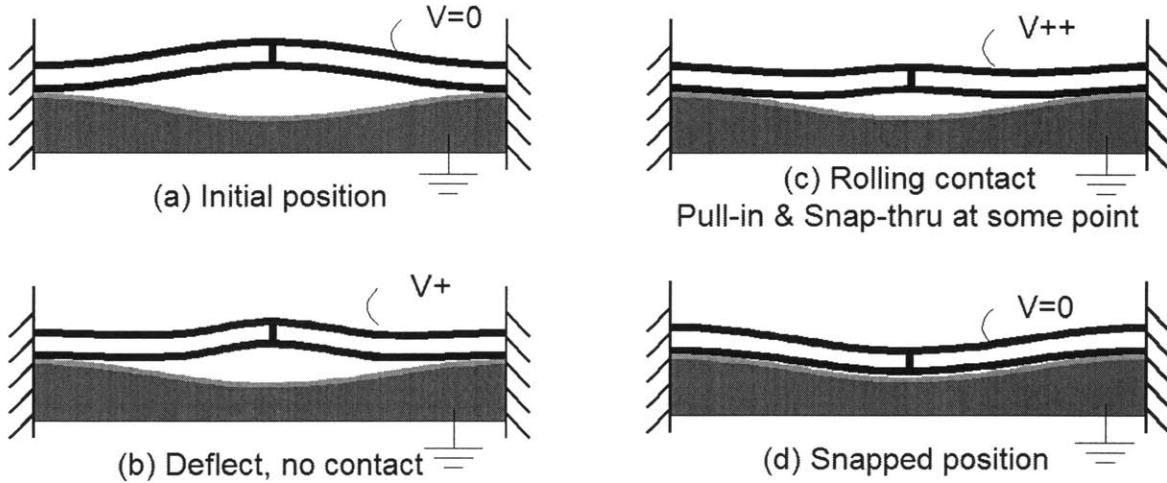 V=0
(a) Initial position
V++
(c) Rolling contact
Pull-in & Snap-thru at some point
V+
(b) Deflect, no contact
V=0
(d) Snapped position